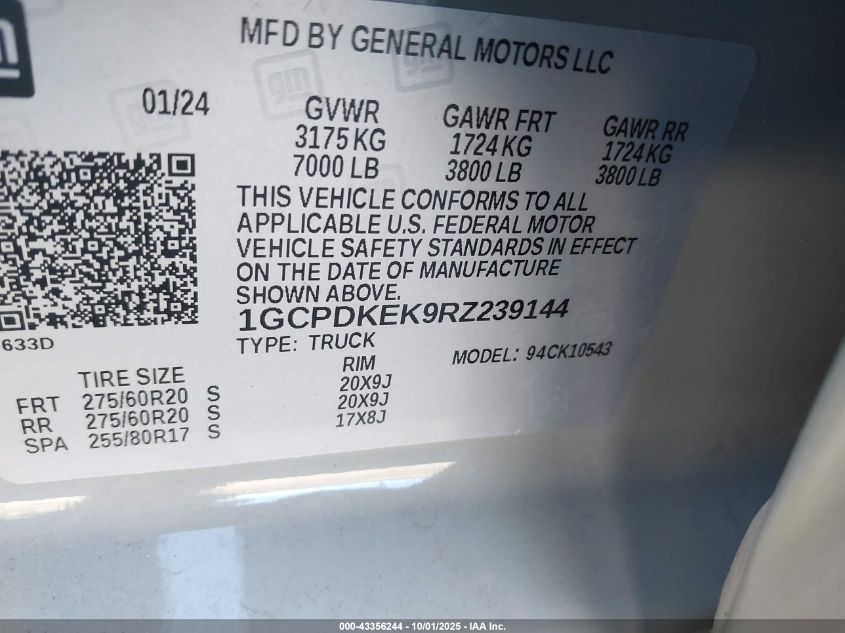 gm
MFD BY GENERAL MOTORS LLC
01/24
GVWR GAWR FRT GAWR RR
3175 KG 1724 KG 1724 KG
7000 LB 3800 LB 3800 LB
THIS VEHICLE CONFORMS TO ALL
APPLICABLE U.S. FEDERAL MOTOR
VEHICLE SAFETY STANDARDS IN EFFECT
ON THE DATE OF MANUFACTURE
SHOWN ABOVE.
1GCPDKEK9RZ239144
633D
TYPE: TRUCK
MODEL: 94CK10543
TIRE SIZE RIM
FRT 275/60R20 S 20X9J
RR 275/60R20 S 20X9J
SPA 255/80R17 S 17X8J
000-43356244 - 10/01/2025 - IAA Inc.